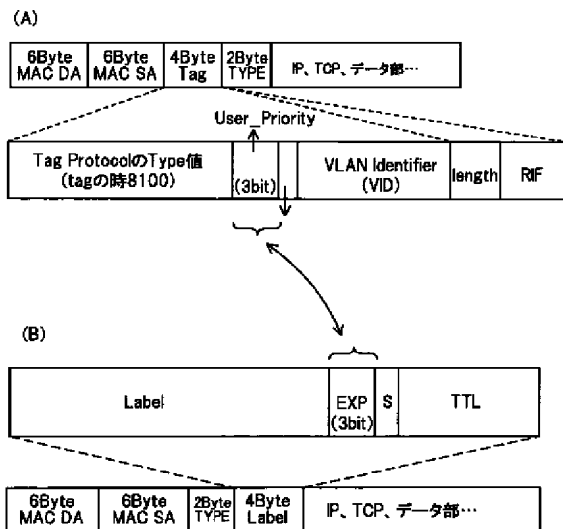 (A)
6Byte MAC DA
6Byte MAC SA
4Byte Tag
2Byte TYPE
IP、TCP、データ部…
User_Priority
Tag ProtocolのType値
(tagの時8100)
(3bit)
VLAN Identifier
(VID)
length
RIF
(B)
Label
EXP
(3bit)
S
TTL
6Byte MAC DA
6Byte MAC SA
2Byte TYPE
4Byte Label
IP、TCP、データ部…